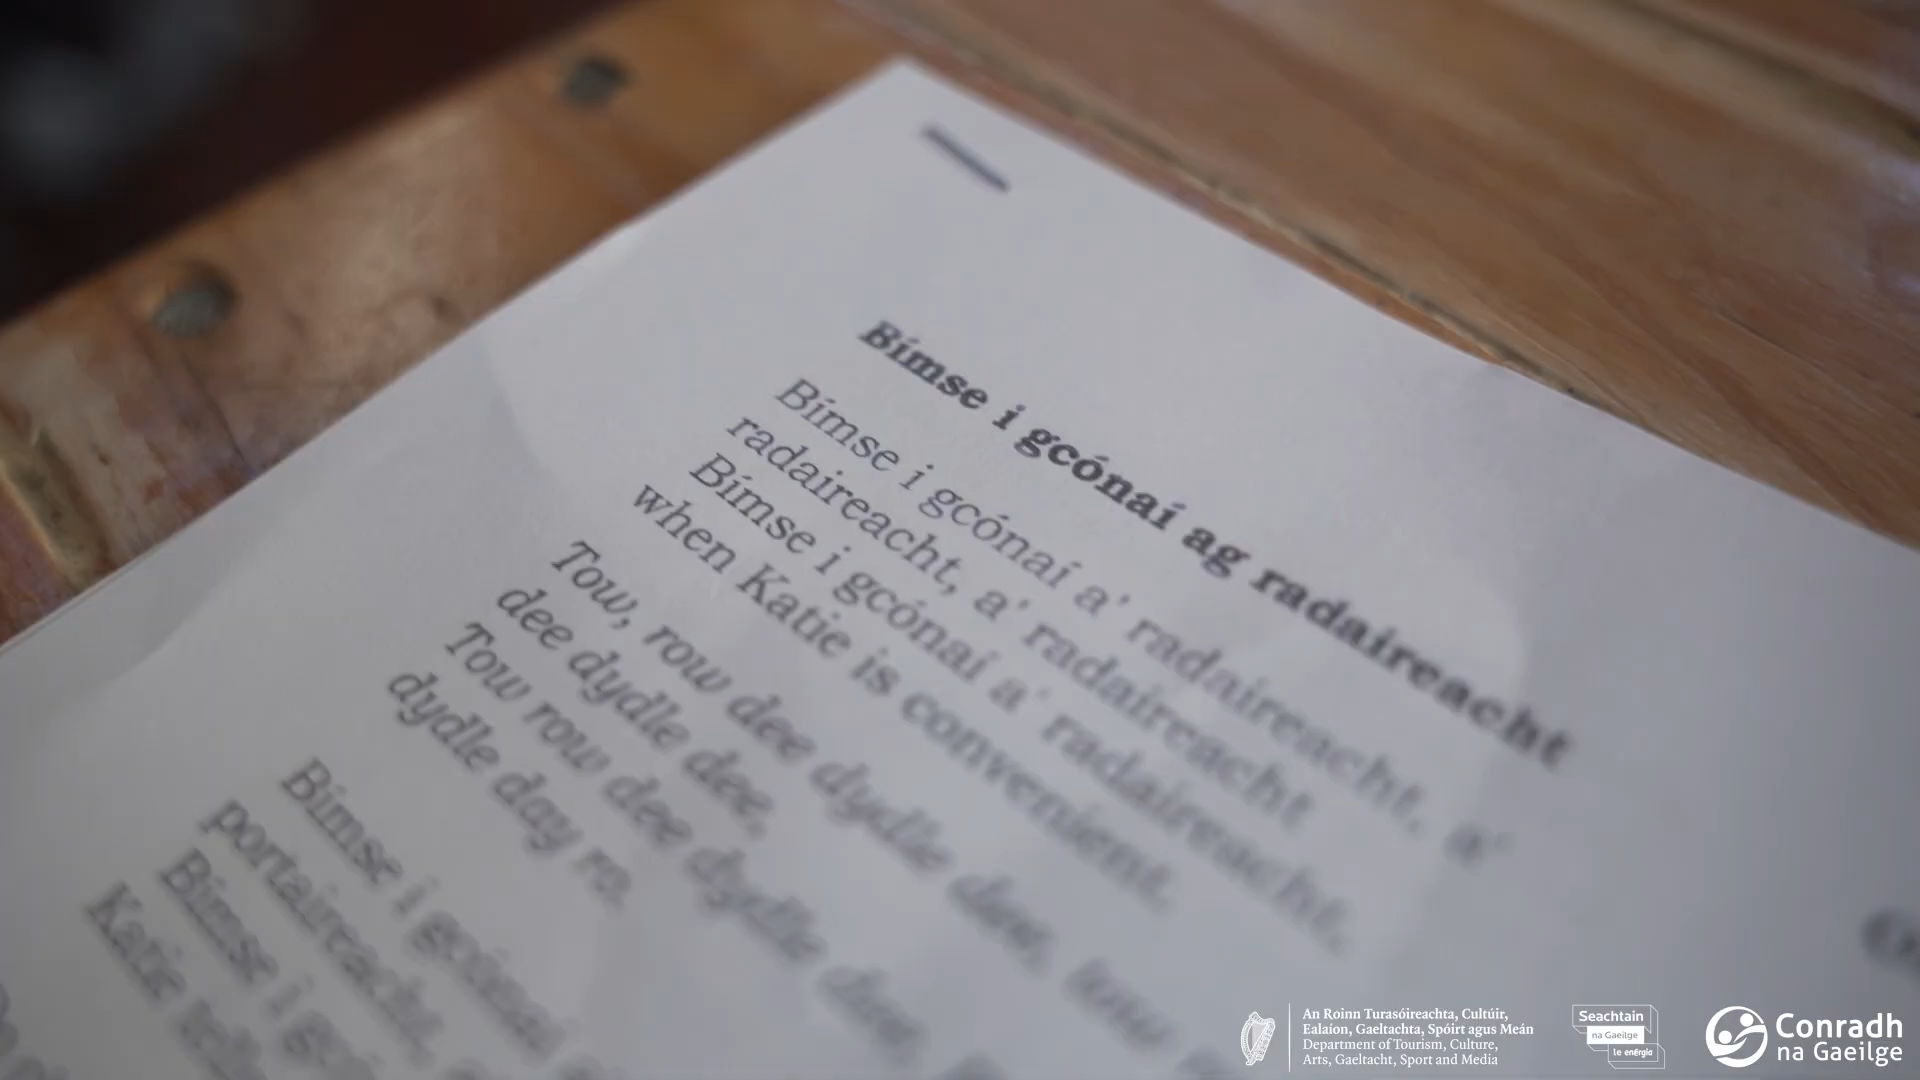 Bímse i gcónaí ag radaireacht
Bímse i gcónaí a' radaireacht, a'
radaireacht, a' radaireacht
Bímse i gcónaí a' radaireacht,
when Katie is convenient,
Tow, row dee dydle dee, tow
dee dydle dee,
Tow row dee dydle dee,
dydle day ro,
Bímse i gcónaí
portaireacht,
Bímse i
Katie
An Roinn Turasóireachta, Cultúir,
Ealaíon, Gaeltachta, Spóirt agus Meán
Department of Tourism, Culture,
Arts, Gaeltacht, Sport and Media
Seachtain
na Gaeilge
le energia
Conradh
na Gaeilge